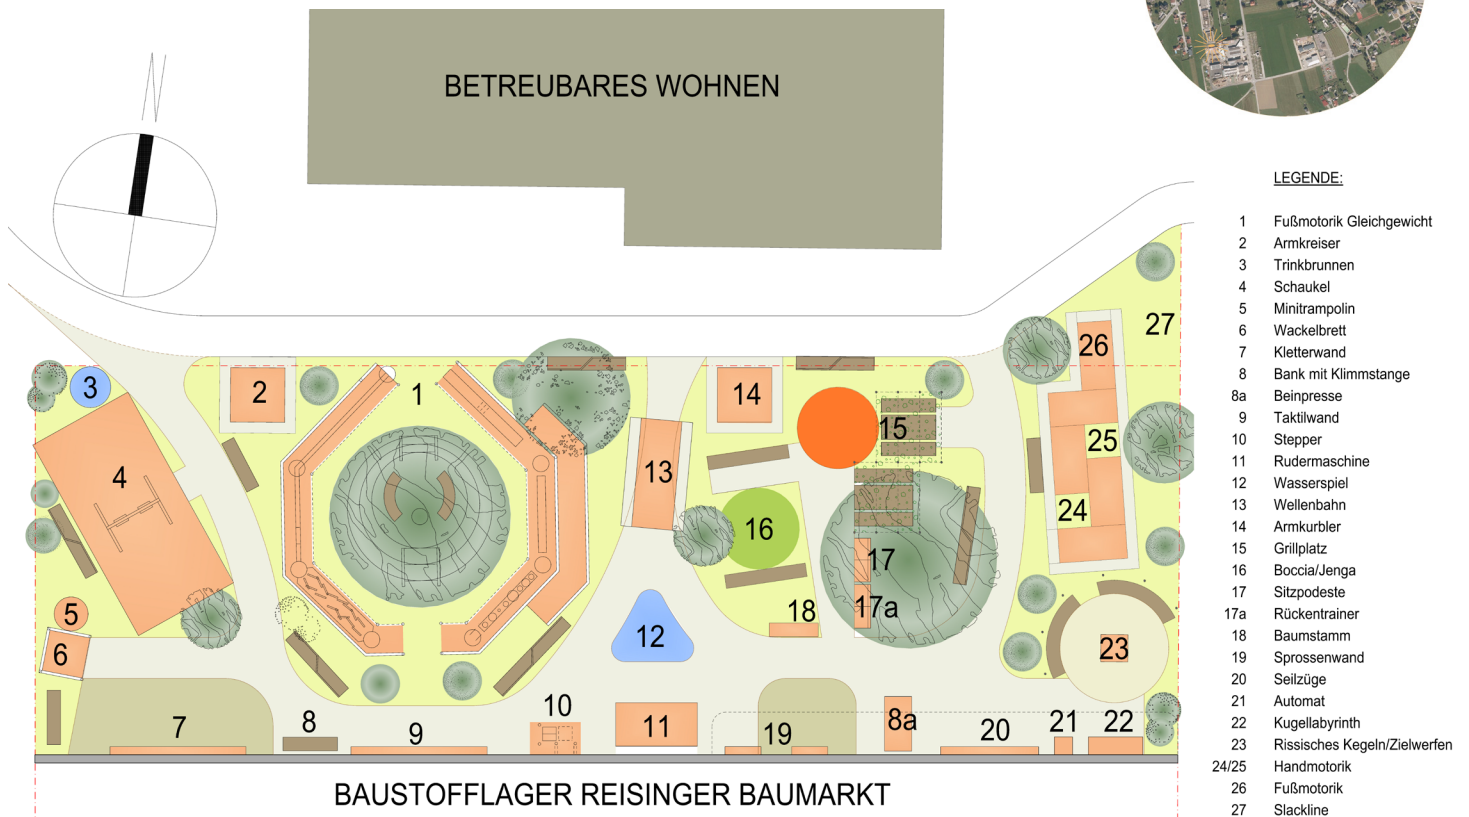 BETREUBARES WOHNEN
LEGENDE:
1 Fußmotorik Gleichgewicht
2 Armkreiser
3 Trinkbrunnen
4 Schaukel
5 Minitrampolin
6 Wackelbrett
7 Kletterwand
8 Bank mit Klimmstange
8a Beinpresse
9 Taktilwand
10 Stepper
11 Rudermaschine
12 Wasserspiel
13 Wellenbahn
14 Armkurbler
15 Grillplatz
16 Boccia/Jenga
17 Sitzpodeste
17a Rückentrainer
18 Baumstamm
19 Sprossenwand
20 Seilzüge
21 Automat
22 Kugellabyrinth
23 Rissisches Kegeln/Zielwerfen
24/25 Handmotorik
26 Fußmotorik
27 Slackline
27
26
3
2
1
14
15
25
4
13
24
16
17
5
17a
18
12
6
23
10
7
8
9
11
19
8a
20
21
22
BAUSTOFFLAGER REISINGER BAUMARKT